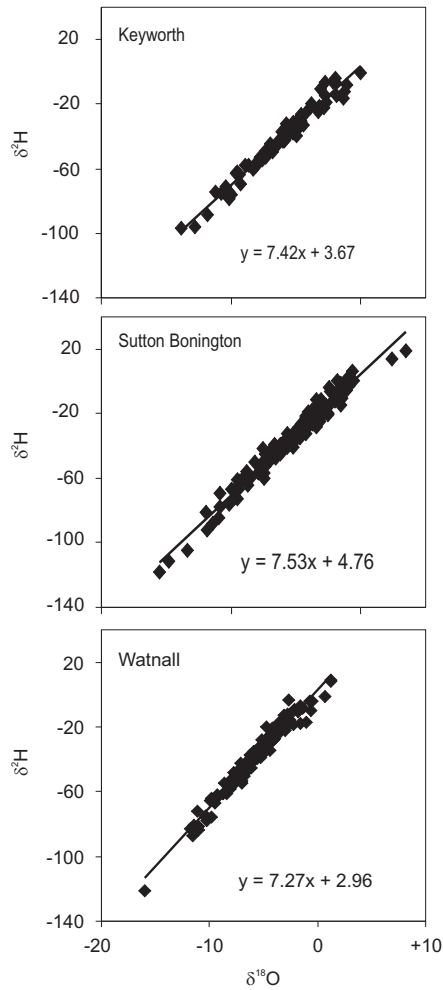 20
Keyworth
-20
δ²H
-60
-100
y = 7.42x + 3.67
-140
20
Sutton Bonington
-20
δ²H
-60
-100
y = 7.53x + 4.76
-140
20
Watnall
-20
δ²H
-60
-100
y = 7.27x + 2.96
-140
-20 -10 0 +10
δ¹⁸O